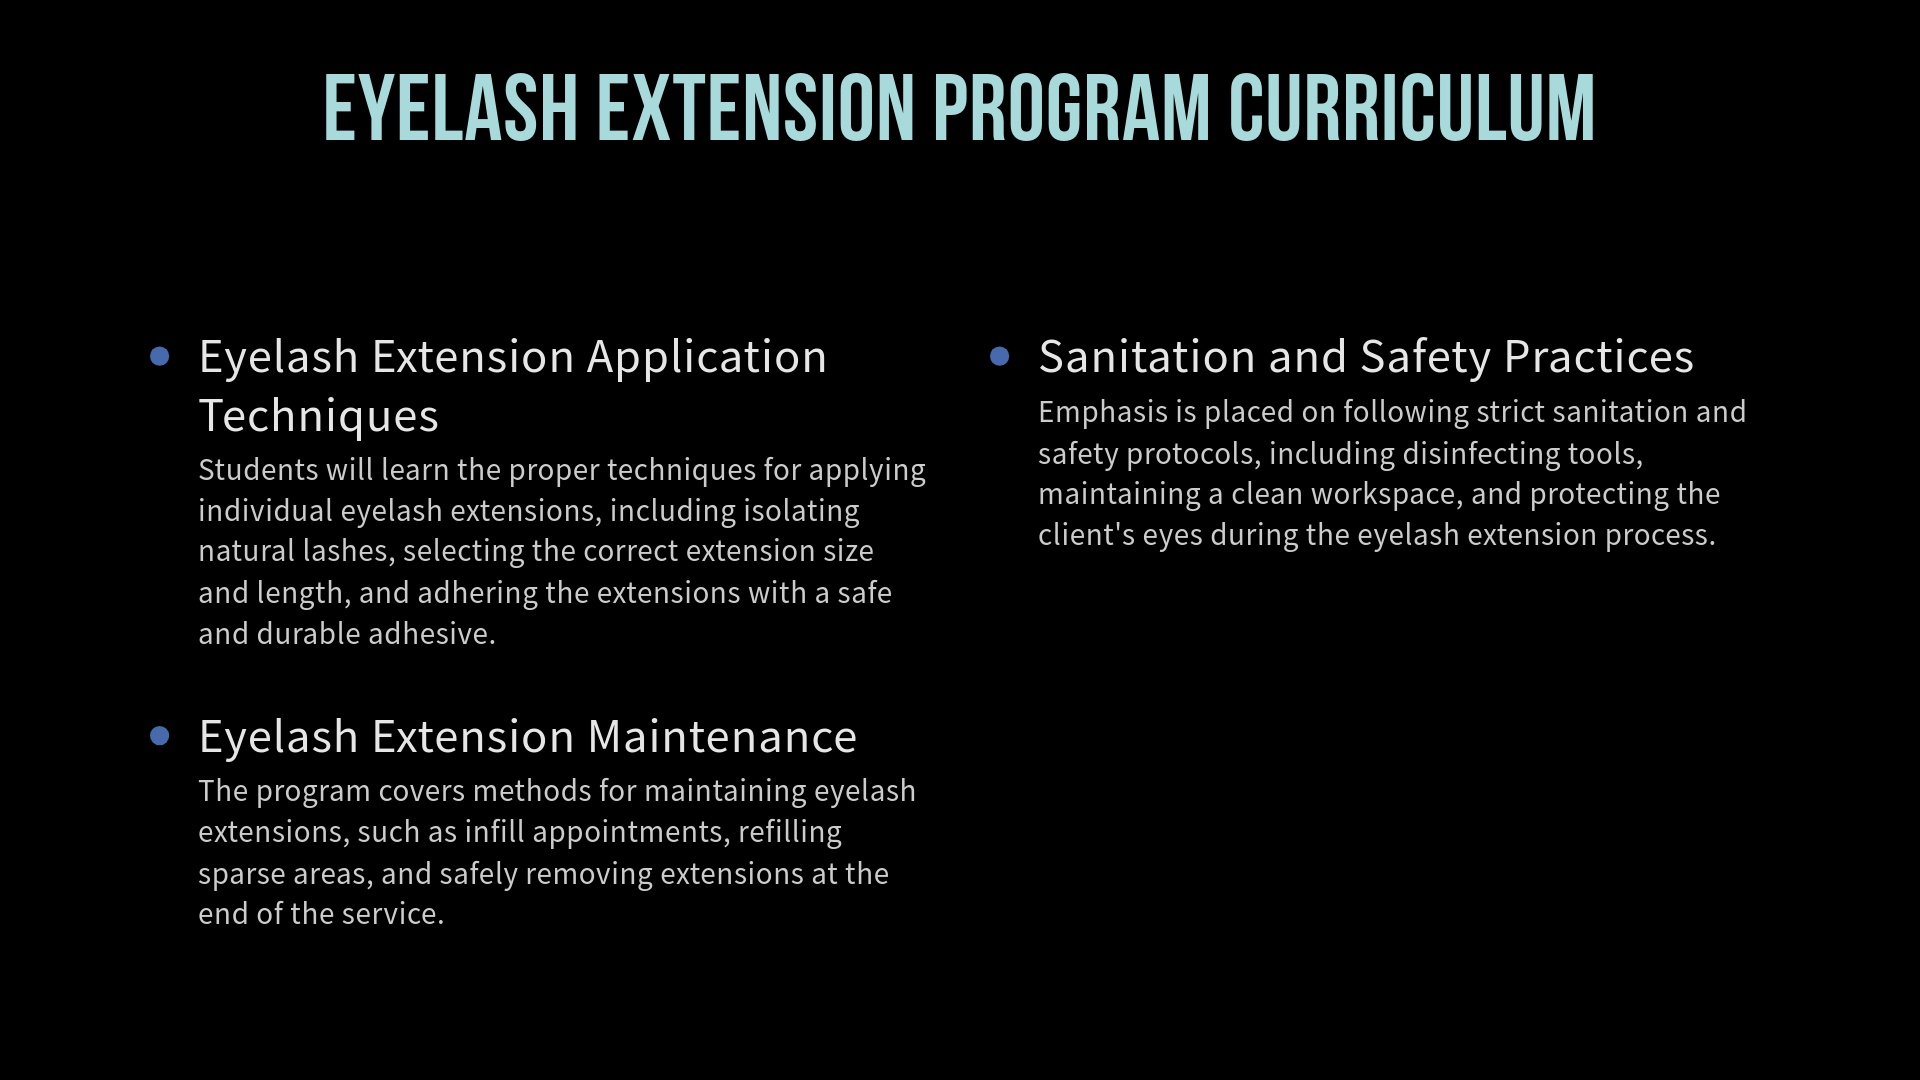 EYELASH EXTENSION PROGRAM CURRICULUM
Eyelash Extension Application
Techniques
Students will learn the proper techniques for applying
individual eyelash extensions, including isolating
natural lashes, selecting the correct extension size
and length, and adhering the extensions with a safe
and durable adhesive.
Eyelash Extension Maintenance
The program covers methods for maintaining eyelash
extensions, such as infill appointments, refilling
sparse areas, and safely removing extensions at the
end of the service.
Sanitation and Safety Practices
Emphasis is placed on following strict sanitation and
safety protocols, including disinfecting tools,
maintaining a clean workspace, and protecting the
client's eyes during the eyelash extension process.